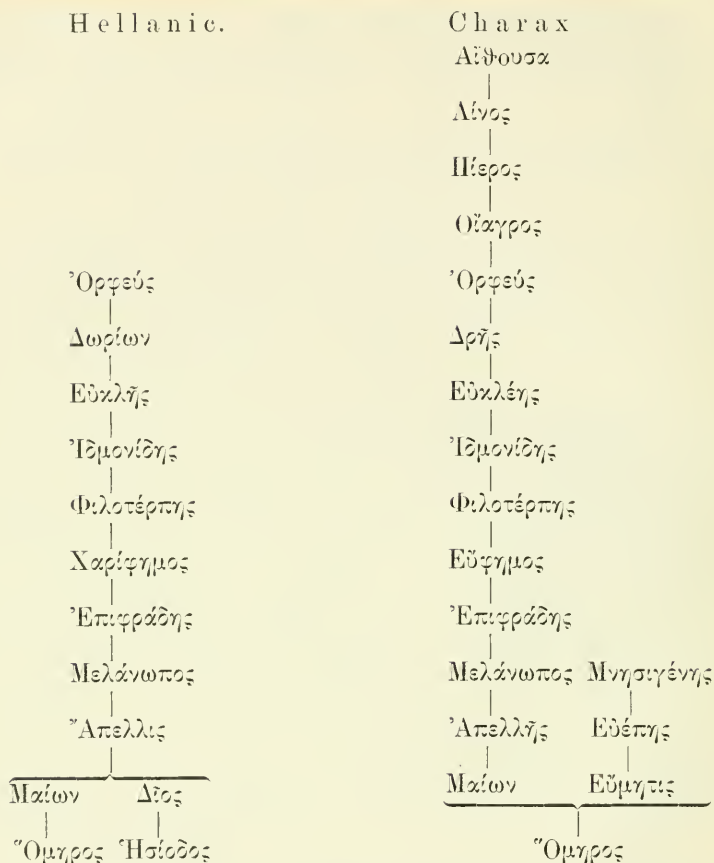 Hellanic. Charax
Αἴθουσα
Λίνος
Πίερος
Οἴαγρος
Ὀρφεύς Ὀρφεύς
Δωρίων Δρῆς
Εὐκλῆς Εὐκλέης
Ἰδμονίδης Ἰδμονίδης
Φιλοτέρπης Φιλοτέρπης
Χαρίφημος Εὔφημος
Ἐπιφράδης Ἐπιφράδης
Μελάνωπος Μελάνωπος Μνησιγένης
Ἄπελλις Ἀπελλῆς Εὐέπης
Μαίων Δῖος Μαίων Εὔμητις
Ὅμηρος Ἡσίοδος Ὅμηρος